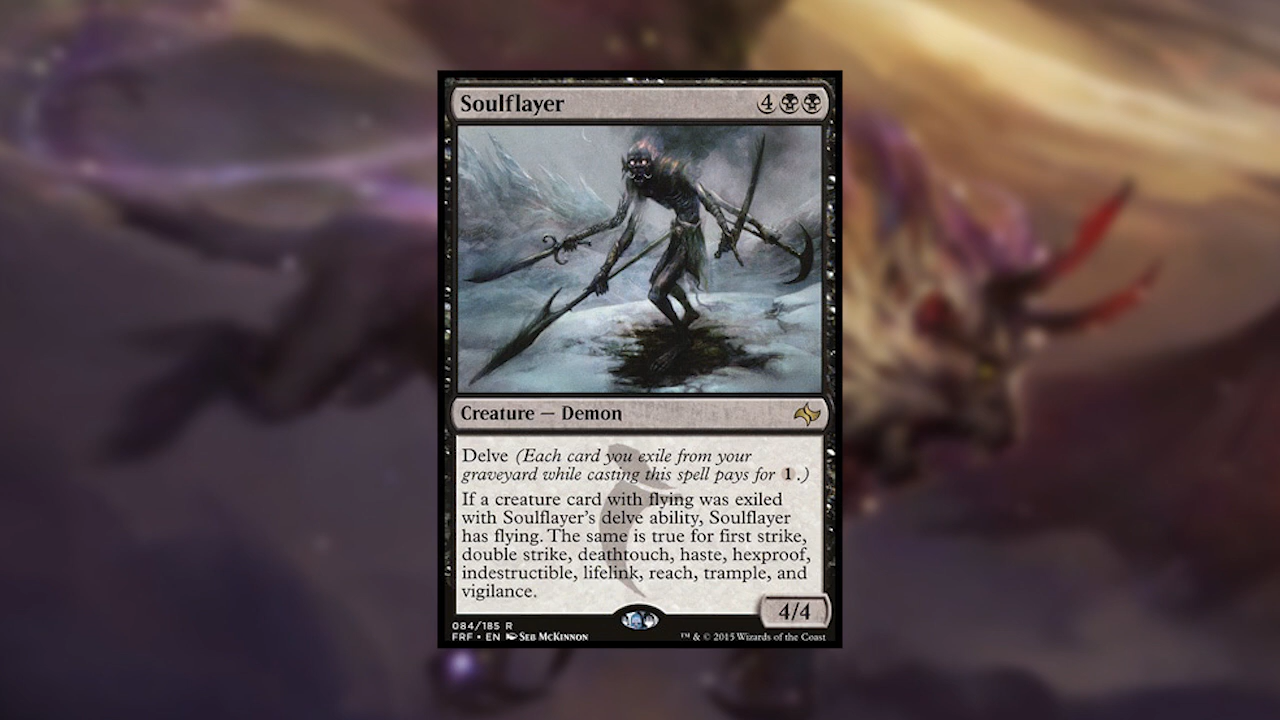 Soulflayer 4
Creature — Demon
Delve (Each card you exile from your
graveyard while casting this spell pays for 1.)
If a creature card with flying was exiled
with Soulflayer's delve ability, Soulflayer
has flying. The same is true for first strike,
double strike, deathtouch, haste, hexproof,
indestructible, lifelink, reach, trample, and
vigilance.
4/4
084/185 R
FRF • EN Seb McKinnon
™ & © 2015 Wizards of the Coast